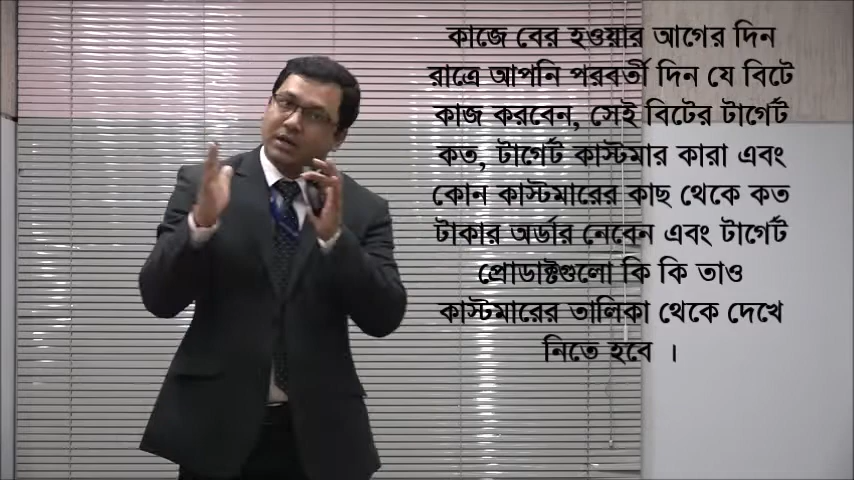 কাজে বের হওয়ার আগের দিন
রাত্রে আপনি পরবর্তী দিন যে বিটে
কাজ করবেন, সেই বিটের টার্গেট
কত, টার্গেট কাস্টমার কারা এবং
কোন কাস্টমারের কাছ থেকে কত
টাকার অর্ডার নেবেন এবং টার্গেট
প্রোডাক্টগুলো কি কি তাও
কাস্টমারের তালিকা থেকে দেখে
নিতে হবে ।